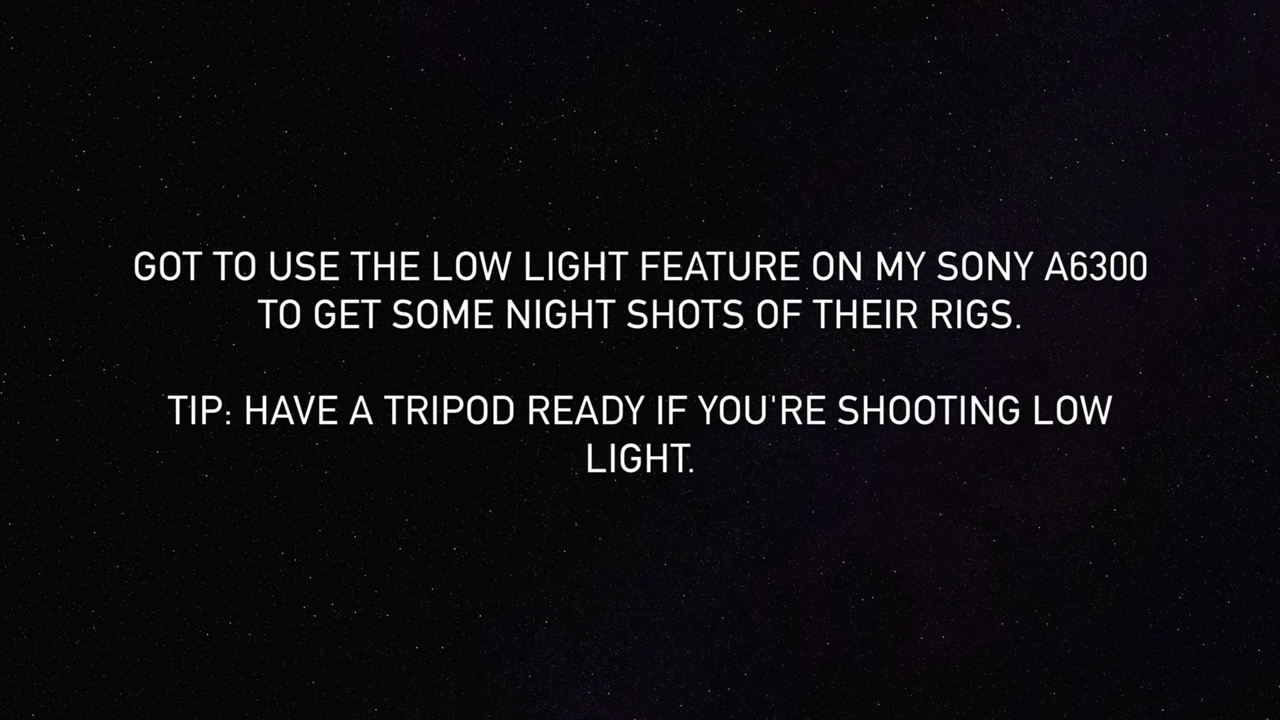 GOT TO USE THE LOW LIGHT FEATURE ON MY SONY A6300
TO GET SOME NIGHT SHOTS OF THEIR RIGS.
TIP: HAVE A TRIPOD READY IF YOU'RE SHOOTING LOW
LIGHT.